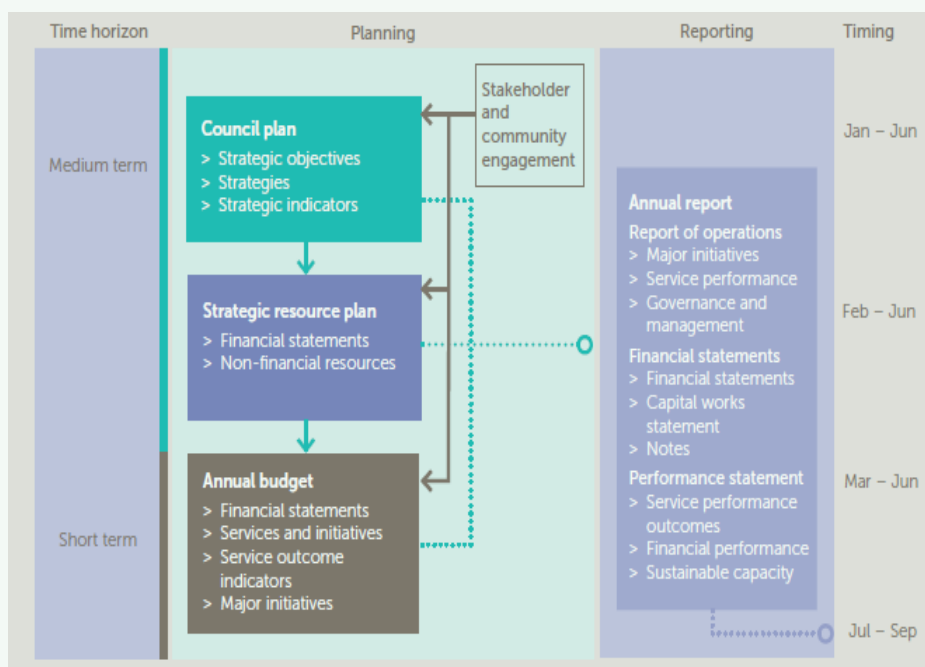 Time horizon
Planning
Reporting
Timing
Medium term
Short term
Stakeholder
and
community
engagement
Council plan
> Strategic objectives
> Strategies
> Strategic indicators
Strategic resource plan
> Financial statements
> Non-financial resources
Annual budget
> Financial statements
> Services and initiatives
> Service outcome
indicators
> Major initiatives
Annual report
Report of operations
> Major initiatives
> Service performance
> Governance and
management
Financial statements
> Financial statements
> Capital works
statement
> Notes
Performance statement
> Service performance
outcomes
> Financial performance
> Sustainable capacity
Jan – Jun
Feb – Jun
Mar – Jun
Jul – Sep